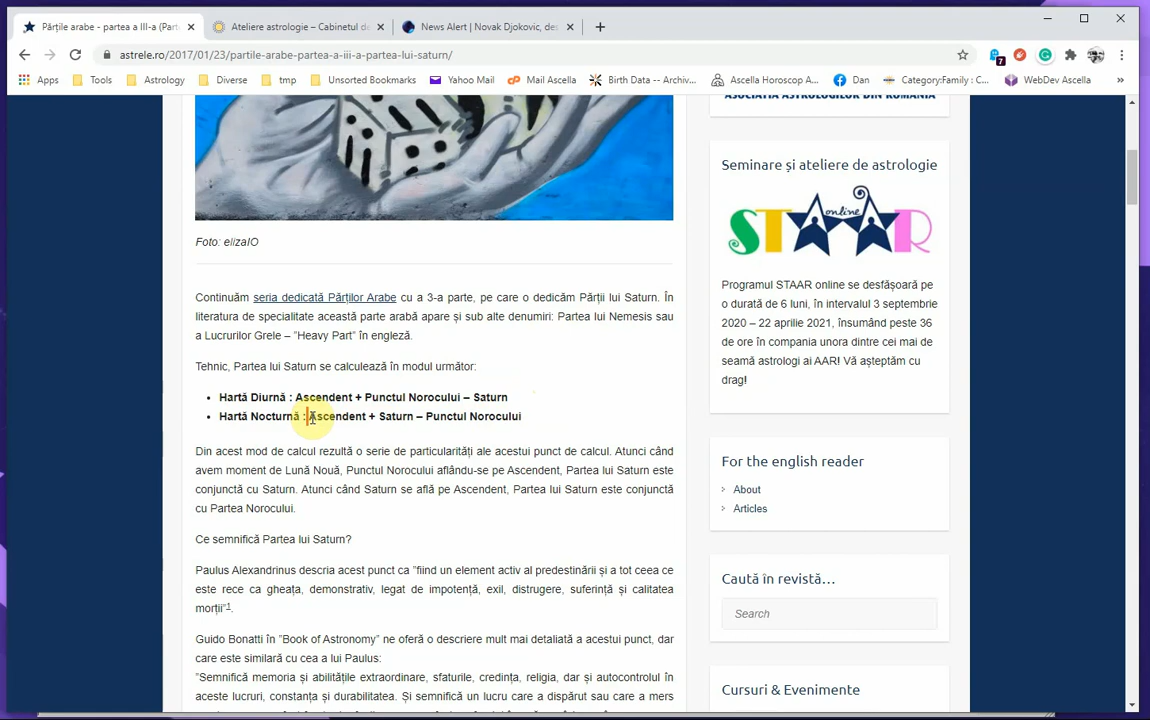 Părțile arabe - partea a III-a (Part
Ateliere astrologie – Cabinetul de
News Alert | Novak Djokovic, des
astrele.ro/2017/01/23/partile-arabe-partea-a-iii-a-partea-lui-saturn/
7
Apps
Tools
Astrology
Diverse
tmp
Unsorted Bookmarks
Yahoo Mail
Mail Ascella
Birth Data -- Archiv...
Ascella Horoscop A...
Dan
Category:Family : C...
WebDev Ascella
»
ASOCIAȚIA ASTROLOGILOR DIN ROMÂNIA
Foto: elizaIO
Continuăm seria dedicată Părților Arabe cu a 3-a parte, pe care o dedicăm Părții lui Saturn. În
literatura de specialitate această parte arabă apare și sub alte denumiri: Partea lui Nemesis sau
a Lucrurilor Grele – ”Heavy Part” în engleză.
Tehnic, Partea lui Saturn se calculează în modul următor:
• Hartă Diurnă : Ascendent + Punctul Norocului – Saturn
• Hartă Nocturnă : Ascendent + Saturn – Punctul Norocului
Din acest mod de calcul rezultă o serie de particularități ale acestui punct de calcul. Atunci când
avem moment de Lună Nouă, Punctul Norocului aflându-se pe Ascendent, Partea lui Saturn este
conjunctă cu Saturn. Atunci când Saturn se află pe Ascendent, Partea lui Saturn este conjunctă
cu Partea Norocului.
Ce semnifică Partea lui Saturn?
Paulus Alexandrinus descria acest punct ca ”fiind un element activ al predestinării și a tot ceea ce
este rece ca gheața, demonstrativ, legat de impotență, exil, distrugere, suferință și calitatea
morții”1.
Guido Bonatti în ”Book of Astronomy” ne oferă o descriere mult mai detaliată a acestui punct, dar
care este similară cu cea a lui Paulus:
”Semnifică memoria și abilitățile extraordinare, sfaturile, credința, religia, dar și autocontrolul în
aceste lucruri, constanța și durabilitatea. Și semnifică un lucru care a dispărut sau care a mers
Seminare și ateliere de astrologie
STAAR
online
Programul STAAR online se desfășoară pe
o durată de 6 luni, în intervalul 3 septembrie
2020 – 22 aprilie 2021, însumând peste 36
de ore în compania unora dintre cei mai de
seamă astrologi ai AAR! Vă așteptăm cu
drag!
For the english reader
About
Articles
Caută în revistă…
Search
Cursuri & Evenimente